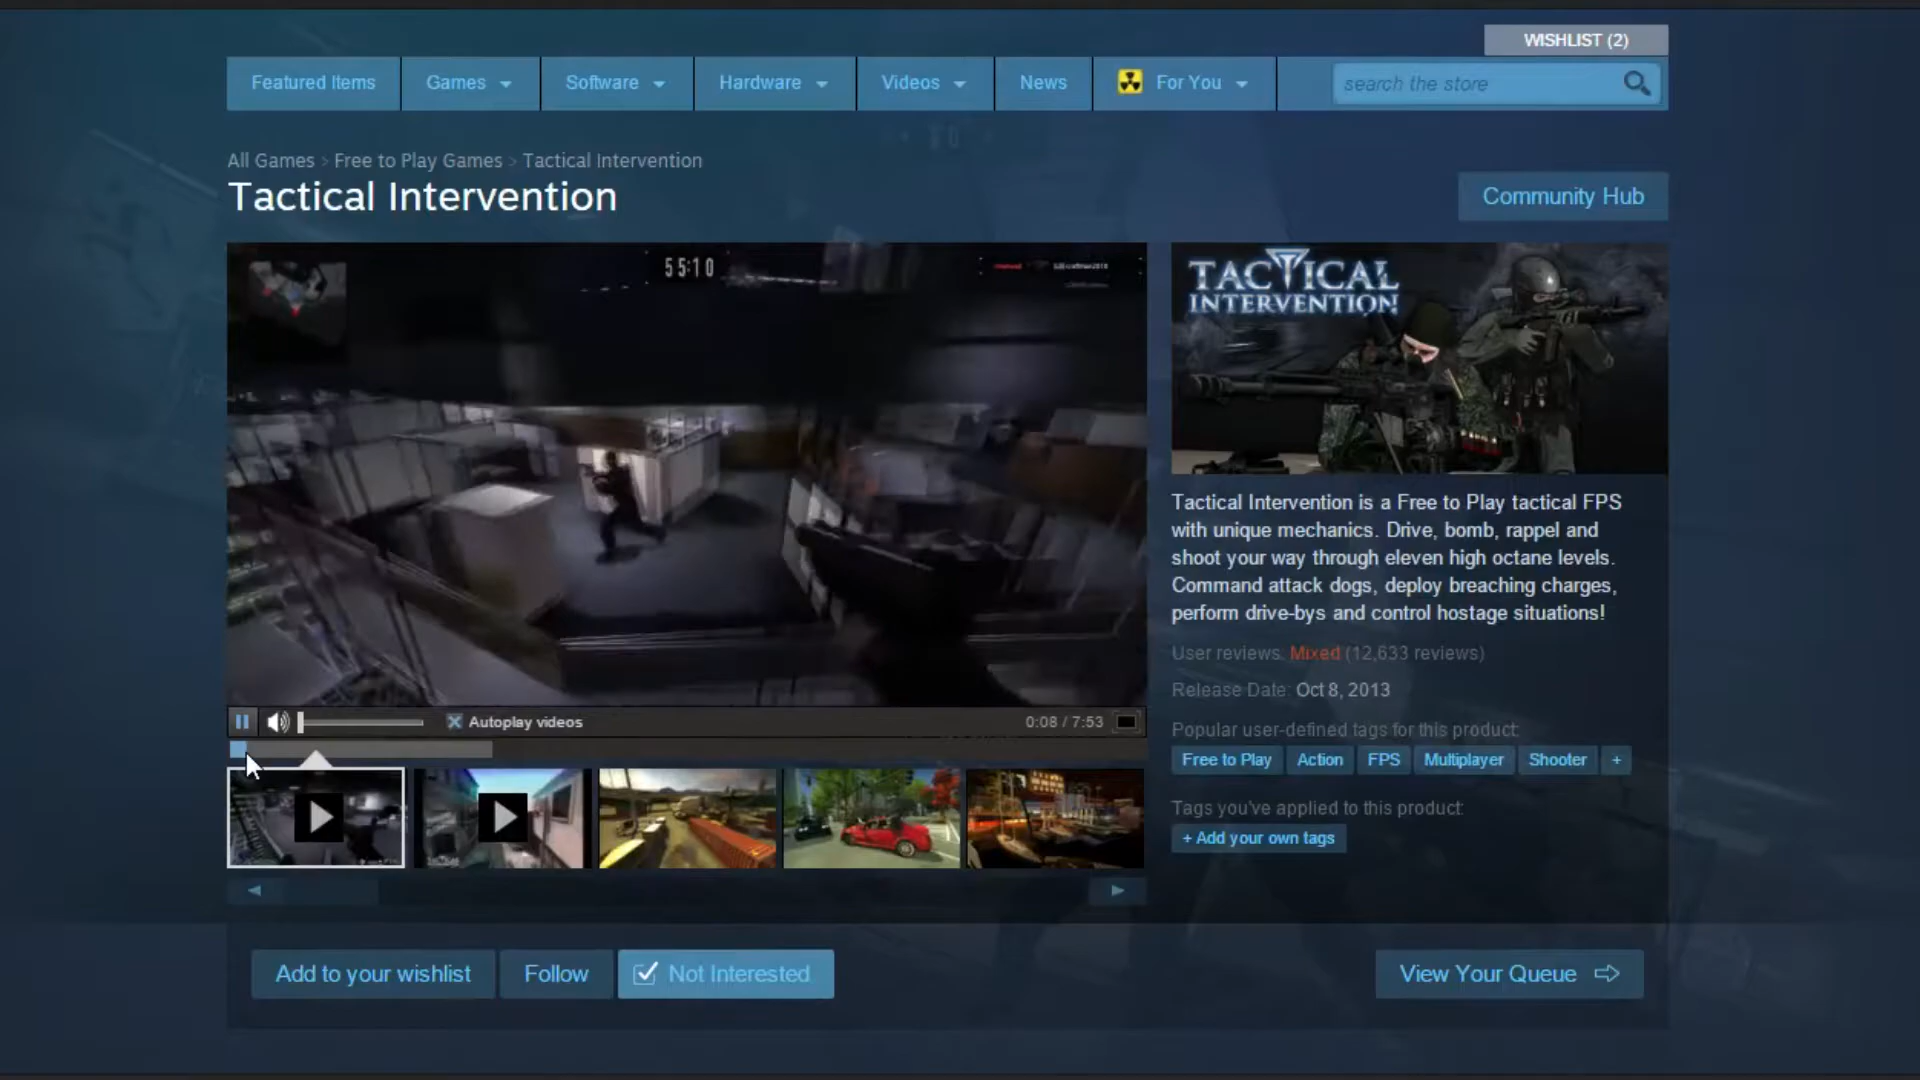 WISHLIST (2)
Featured Items
Games
Software
Hardware
Videos
News
For You
search the store
All Games > Free to Play Games > Tactical Intervention
Tactical Intervention
Community Hub
55:10
TACTICAL
INTERVENTION
Tactical Intervention is a Free to Play tactical FPS
with unique mechanics. Drive, bomb, rappel and
shoot your way through eleven high octane levels.
Command attack dogs, deploy breaching charges,
perform drive-bys and control hostage situations!
User reviews: Mixed (12,633 reviews)
Release Date: Oct 8, 2013
Popular user-defined tags for this product:
Free to Play
Action
FPS
Multiplayer
Shooter
+
Tags you've applied to this product:
+ Add your own tags
Autoplay videos
0:08 / 7:53
Add to your wishlist
Follow
Not Interested
View Your Queue